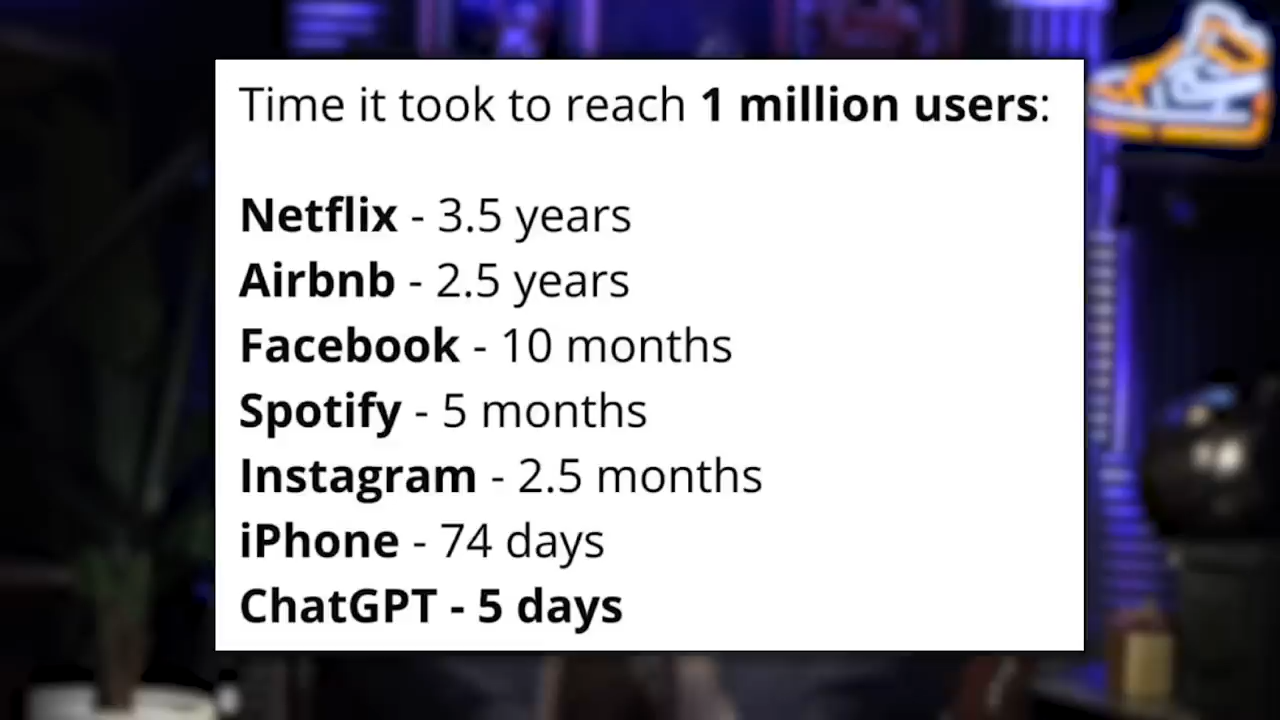 Time it took to reach 1 million users:
Netflix - 3.5 years
Airbnb - 2.5 years
Facebook - 10 months
Spotify - 5 months
Instagram - 2.5 months
iPhone - 74 days
ChatGPT - 5 days